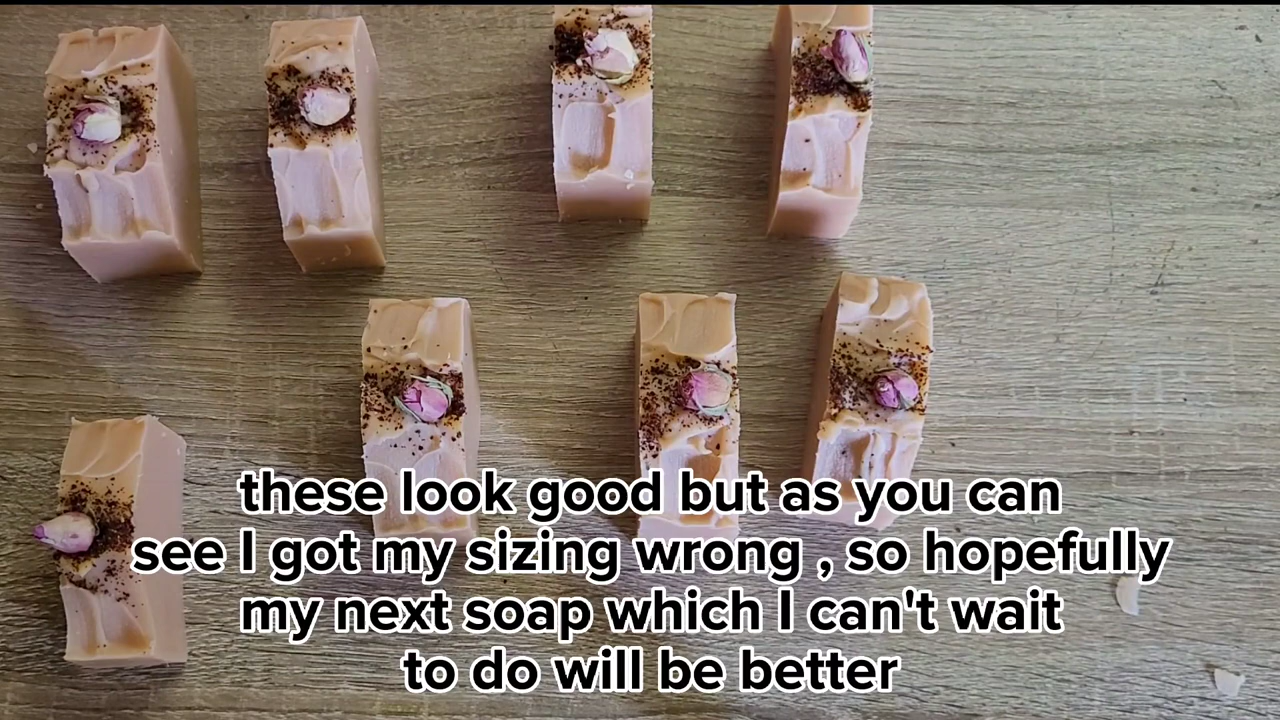 these look good but as you can
see I got my sizing wrong , so hopefully
my next soap which I can't wait
to do will be better